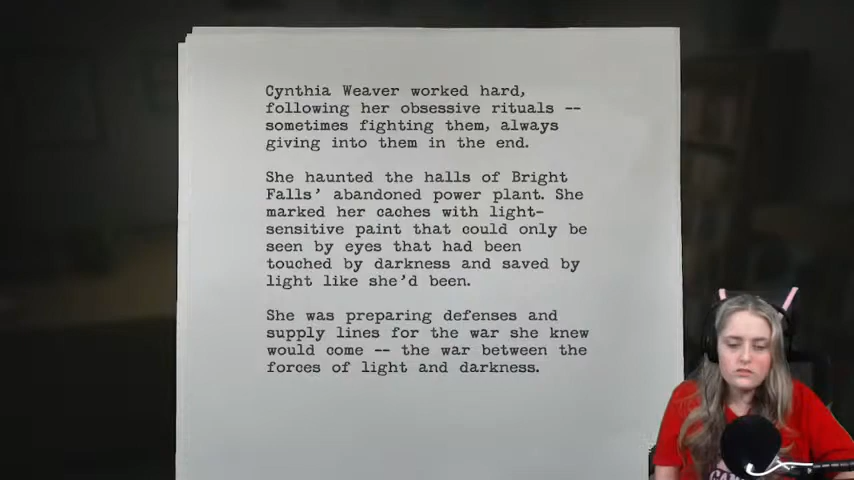 Cynthia Weaver worked hard,
following her obsessive rituals --
sometimes fighting them, always
giving into them in the end.
She haunted the halls of Bright
Falls' abandoned power plant. She
marked her caches with light-
sensitive paint that could only be
seen by eyes that had been
touched by darkness and saved by
light like she'd been.
She was preparing defenses and
supply lines for the war she knew
would come -- the war between the
forces of light and darkness.